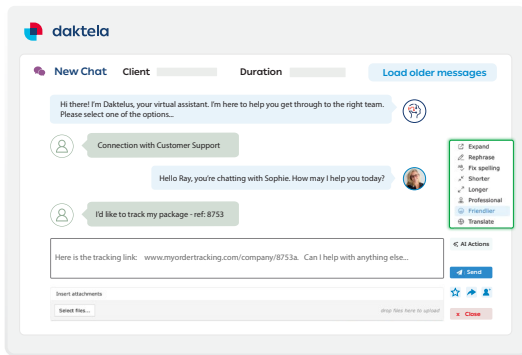 daktela
New Chat Client Duration Load older messages
Hi there! I'm Daktelus, your virtual assistant. I'm here to help you get through to the right team.
Please select one of the options...
Connection with Customer Support
Hello Ray, you're chatting with Sophie. How may I help you today?
I'd like to track my package - ref: 8753
Expand
Rephrase
Fix spelling
Shorter
Longer
Professional
Friendlier
Translate
AI Actions
Here is the tracking link: www.myordertracking.com/company/8753a. Can I help with anything else...
Send
Insert attachments
Select files...
drop files here to upload
x Close